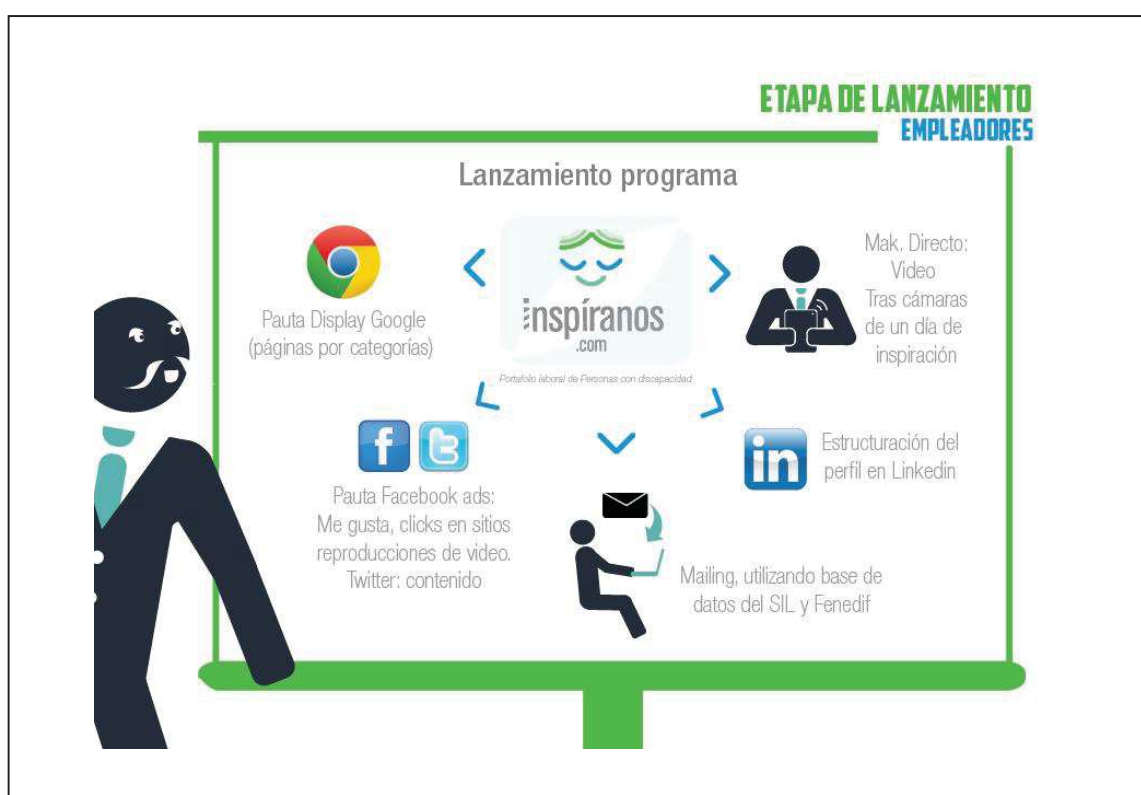 ETAPA DE LANZAMIENTO
EMPLEADORES
Lanzamiento programa
Pauta Display Google
(páginas por categorías)
inspíranos
.com
Portafolio laboral de Personas con discapacidad
Mak. Directo:
Video
Tras cámaras
de un día de
inspiración
f
t
Pauta Facebook ads:
Me gusta, clicks en sitios
reproducciones de video.
Twitter: contenido
in
Estructuración del
perfil en Linkedin
Mailing, utilizando base de
datos del SIL y Fenedif